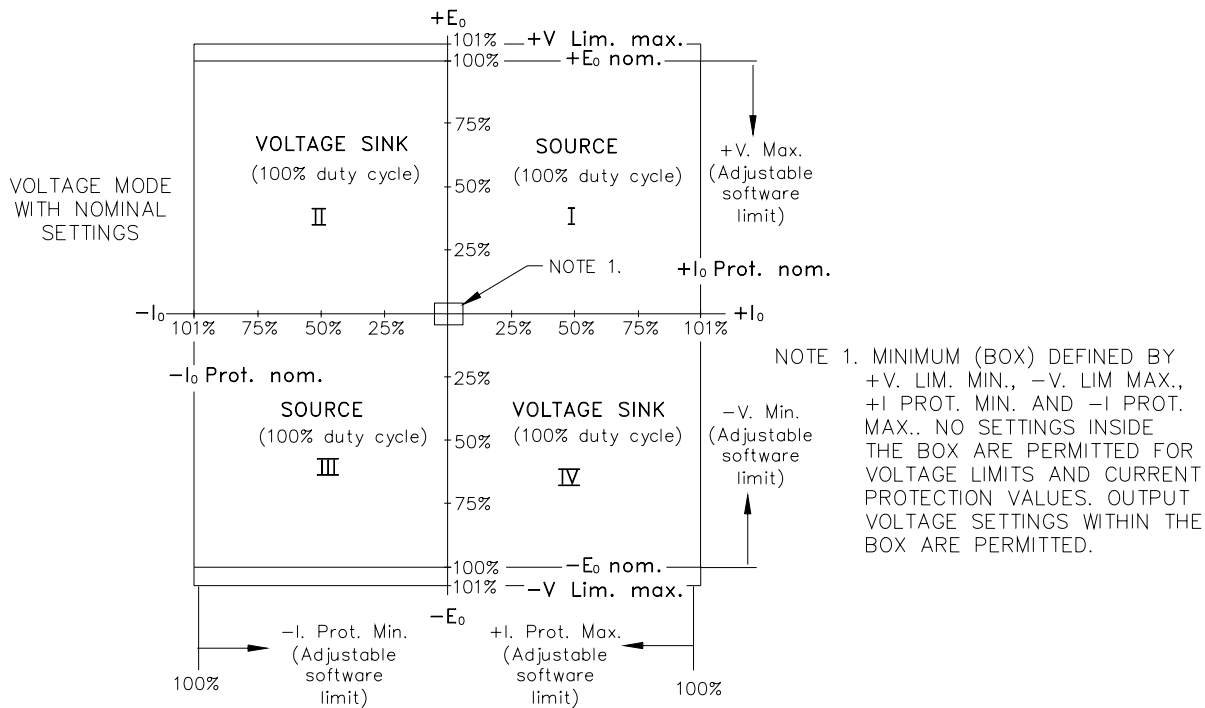 +E₀
101% +V Lim. max.
100% +E₀ nom.
75%
VOLTAGE SINK
(100% duty cycle)
II
SOURCE
(100% duty cycle)
I
+V. Max.
(Adjustable
software
limit)
VOLTAGE MODE
WITH NOMINAL
SETTINGS
50%
25%
NOTE 1.
+I₀ Prot. nom.
−I₀
101% 75% 50% 25%
25% 50% 75% 101%
+I₀
−I₀ Prot. nom.
25%
SOURCE
(100% duty cycle)
III
VOLTAGE SINK
(100% duty cycle)
IV
50%
75%
−V. Min.
(Adjustable
software
limit)
NOTE 1. MINIMUM (BOX) DEFINED BY
+V. LIM. MIN., −V. LIM MAX.,
+I PROT. MIN. AND −I PROT.
MAX.. NO SETTINGS INSIDE
THE BOX ARE PERMITTED FOR
VOLTAGE LIMITS AND CURRENT
PROTECTION VALUES. OUTPUT
VOLTAGE SETTINGS WITHIN THE
BOX ARE PERMITTED.
100% −E₀ nom.
101% −V Lim. max.
−E₀
−I. Prot. Min.
(Adjustable
software
limit)
+I. Prot. Max.
(Adjustable
software
limit)
100%
100%